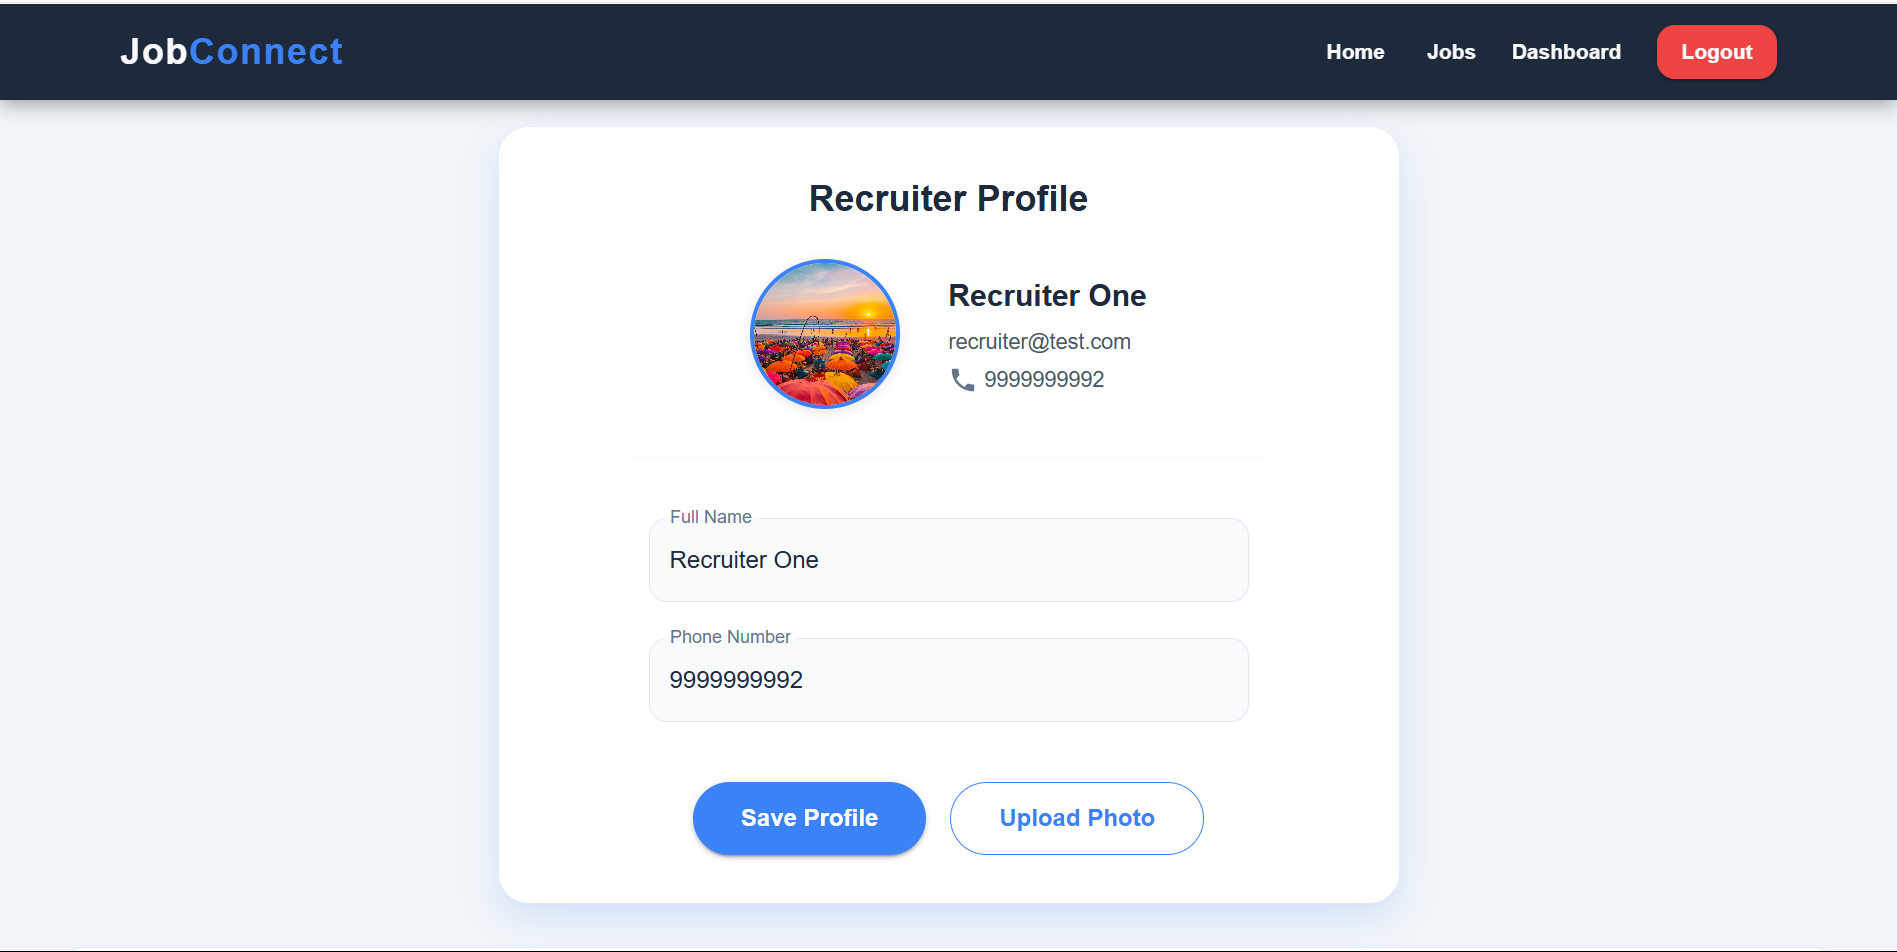 JobConnect
Home Jobs Dashboard Logout
Recruiter Profile
Recruiter One
recruiter@test.com
9999999992
Full Name
Recruiter One
Phone Number
9999999992
Save Profile Upload Photo